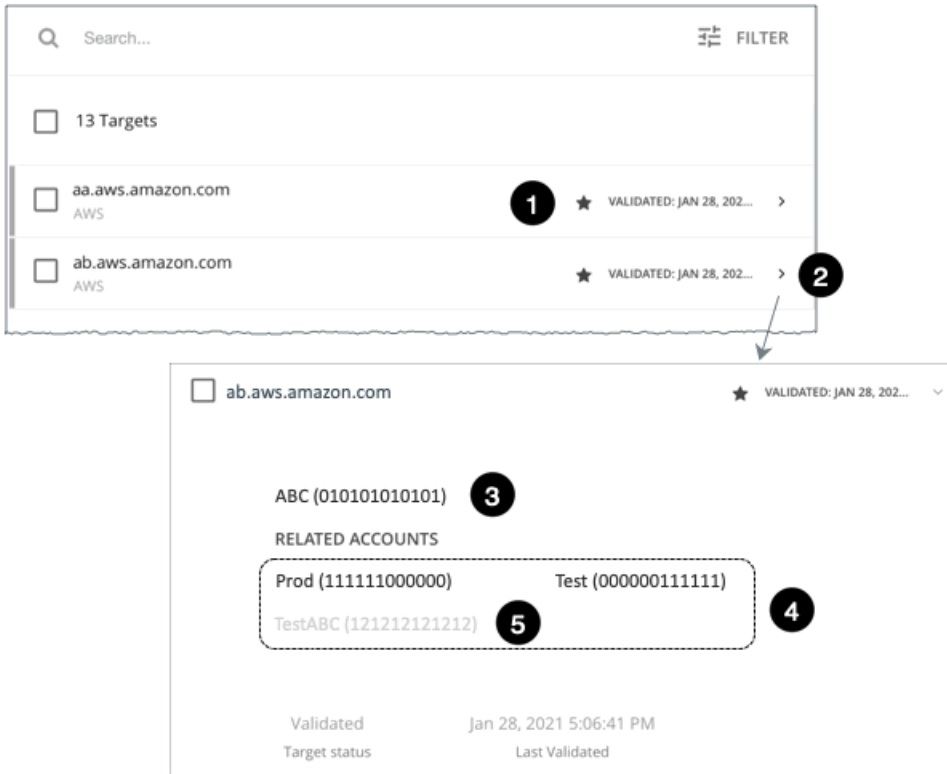 Search...
FILTER
13 Targets
aa.aws.amazon.com
AWS
1
VALIDATED: JAN 28, 202...
ab.aws.amazon.com
AWS
VALIDATED: JAN 28, 202...
2
ab.aws.amazon.com
VALIDATED: JAN 28, 202...
ABC (010101010101)
3
RELATED ACCOUNTS
Prod (111111000000)
Test (000000111111)
4
TestABC (121212121212)
5
Validated
Jan 28, 2021 5:06:41 PM
Target status
Last Validated